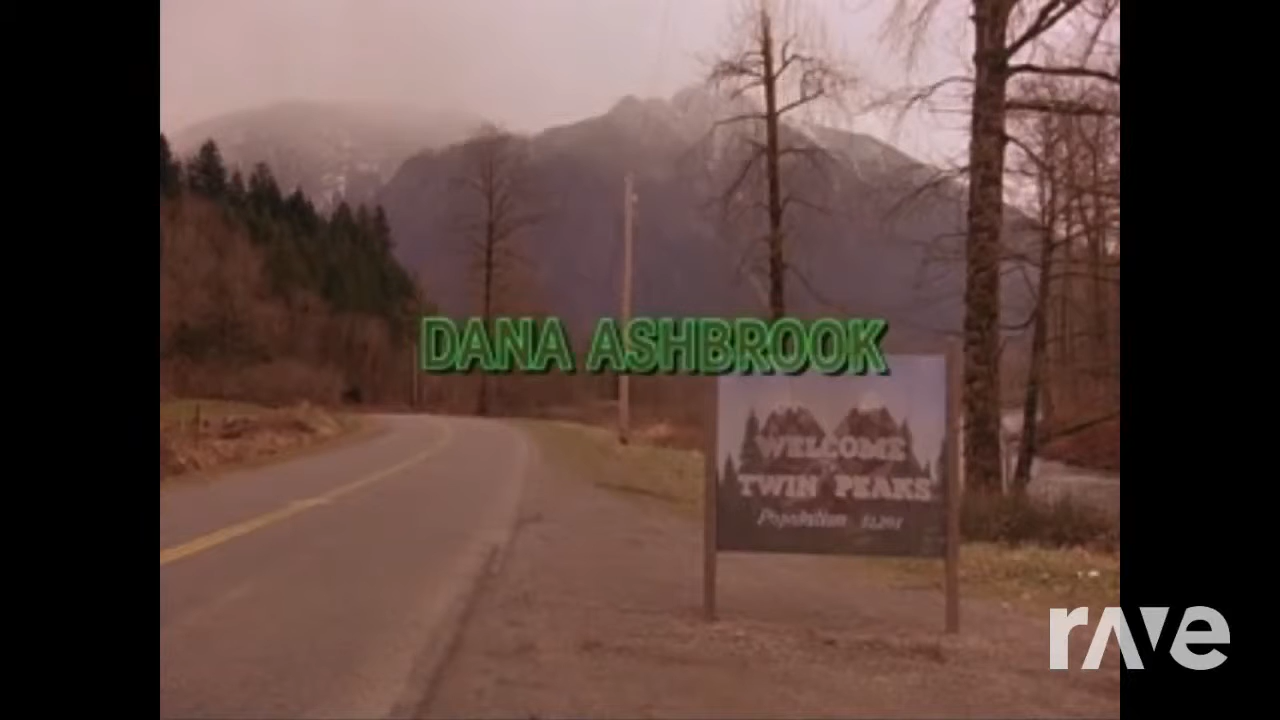 DANA ASHBROOK
WELCOME
TWIN PEAKS
Population
rave